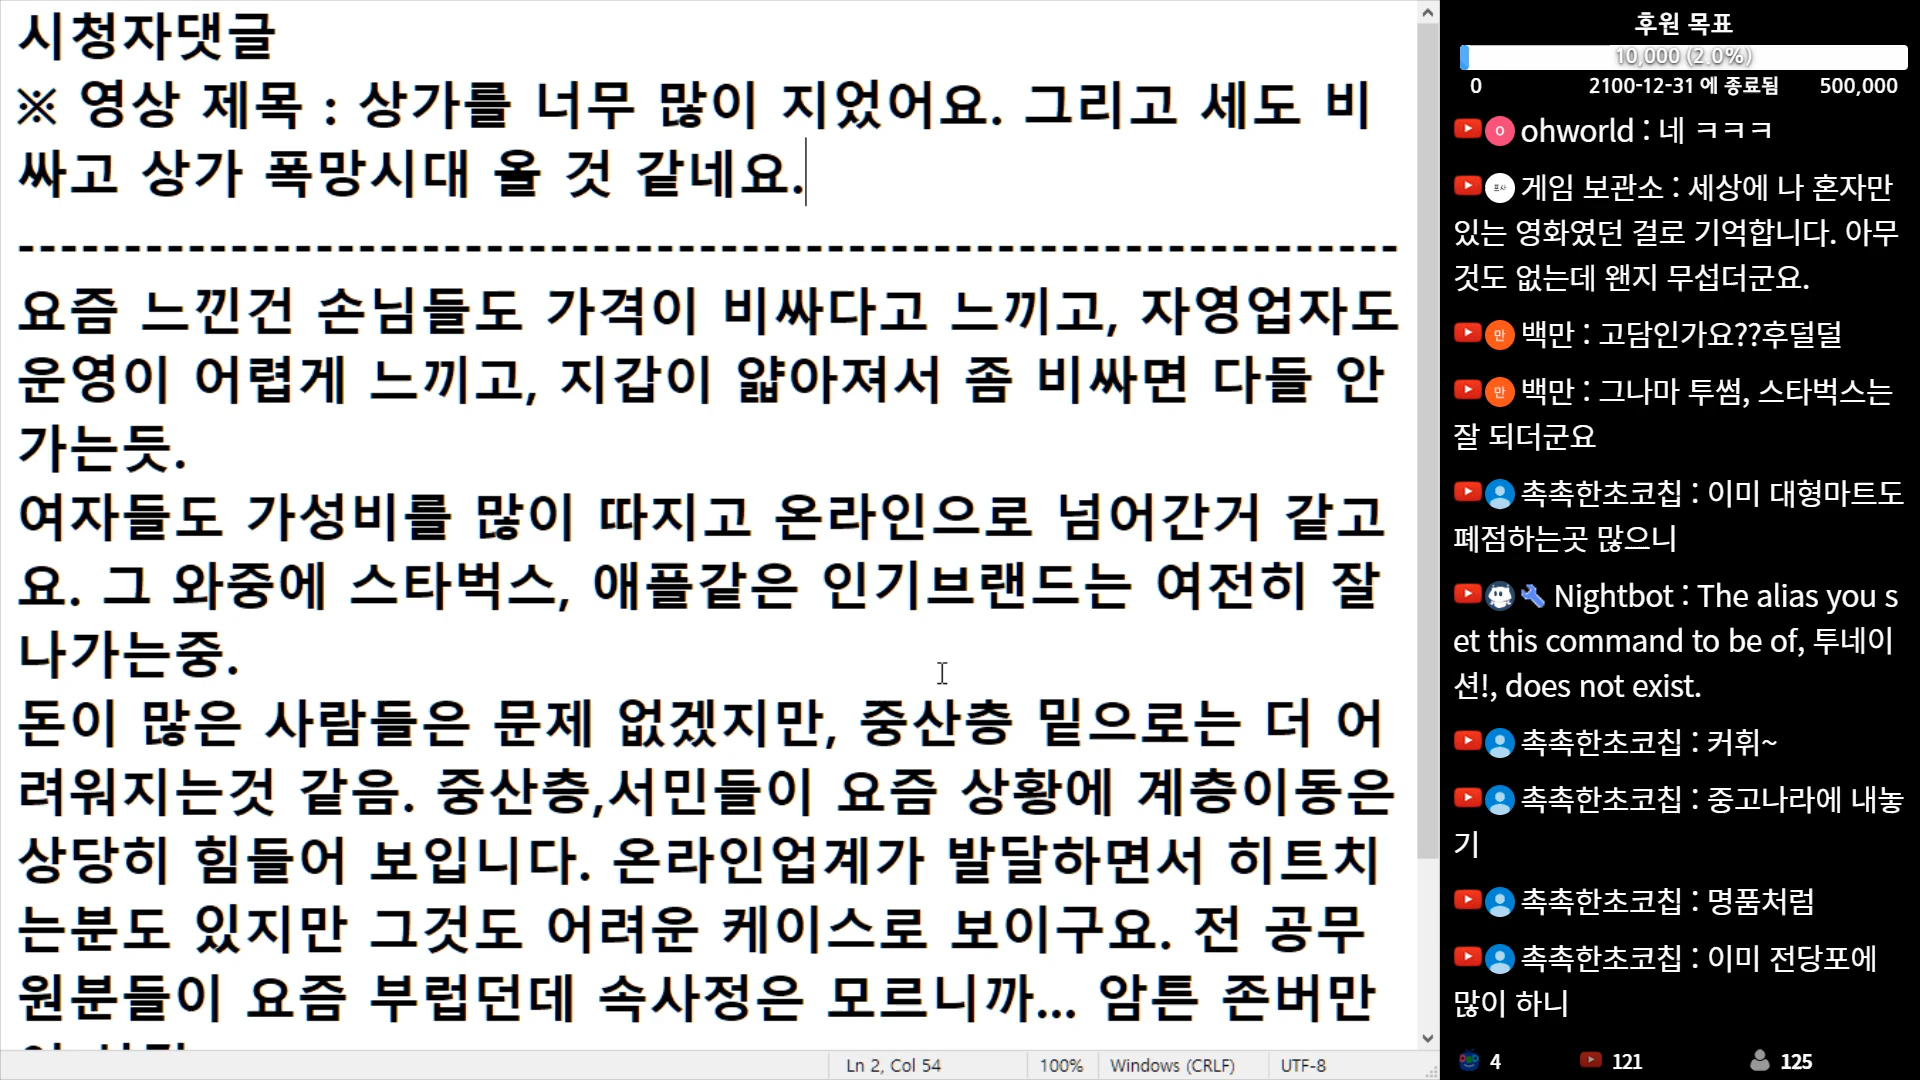 시청자댓글
※ 영상 제목 : 상가를 너무 많이 지었어요. 그리고 세도 비
싸고 상가 폭망시대 올 것 같네요.
--------------------------------------------------------------
요즘 느낀건 손님들도 가격이 비싸다고 느끼고, 자영업자도
운영이 어렵게 느끼고, 지갑이 얇아져서 좀 비싸면 다들 안
가는듯.
여자들도 가성비를 많이 따지고 온라인으로 넘어간거 같고
요. 그 와중에 스타벅스, 애플같은 인기브랜드는 여전히 잘
나가는중.
돈이 많은 사람들은 문제 없겠지만, 중산층 밑으로는 더 어
려워지는것 같음. 중산층,서민들이 요즘 상황에 계층이동은
상당히 힘들어 보입니다. 온라인업계가 발달하면서 히트치
는분도 있지만 그것도 어려운 케이스로 보이구요. 전 공무
원분들이 요즘 부럽던데 속사정은 모르니까... 암튼 존버만
Ln 2, Col 54
100%
Windows (CRLF)
UTF-8
후원 목표
10,000 (2.0%)
0 2100-12-31 에 종료됨 500,000
ohworld : 네 ㅋㅋㅋ
게임 보관소 : 세상에 나 혼자만
있는 영화였던 걸로 기억합니다. 아무
것도 없는데 왠지 무섭더군요.
백만 : 고담인가요??후덜덜
백만 : 그나마 투썸, 스타벅스는
잘 되더군요
촉촉한초코칩 : 이미 대형마트도
폐점하는곳 많으니
Nightbot : The alias you s
et this command to be of, 투네이
션!, does not exist.
촉촉한초코칩 : 커휘~
촉촉한초코칩 : 중고나라에 내놓
기
촉촉한초코칩 : 명품처럼
촉촉한초코칩 : 이미 전당포에
많이 하니
4 121 125